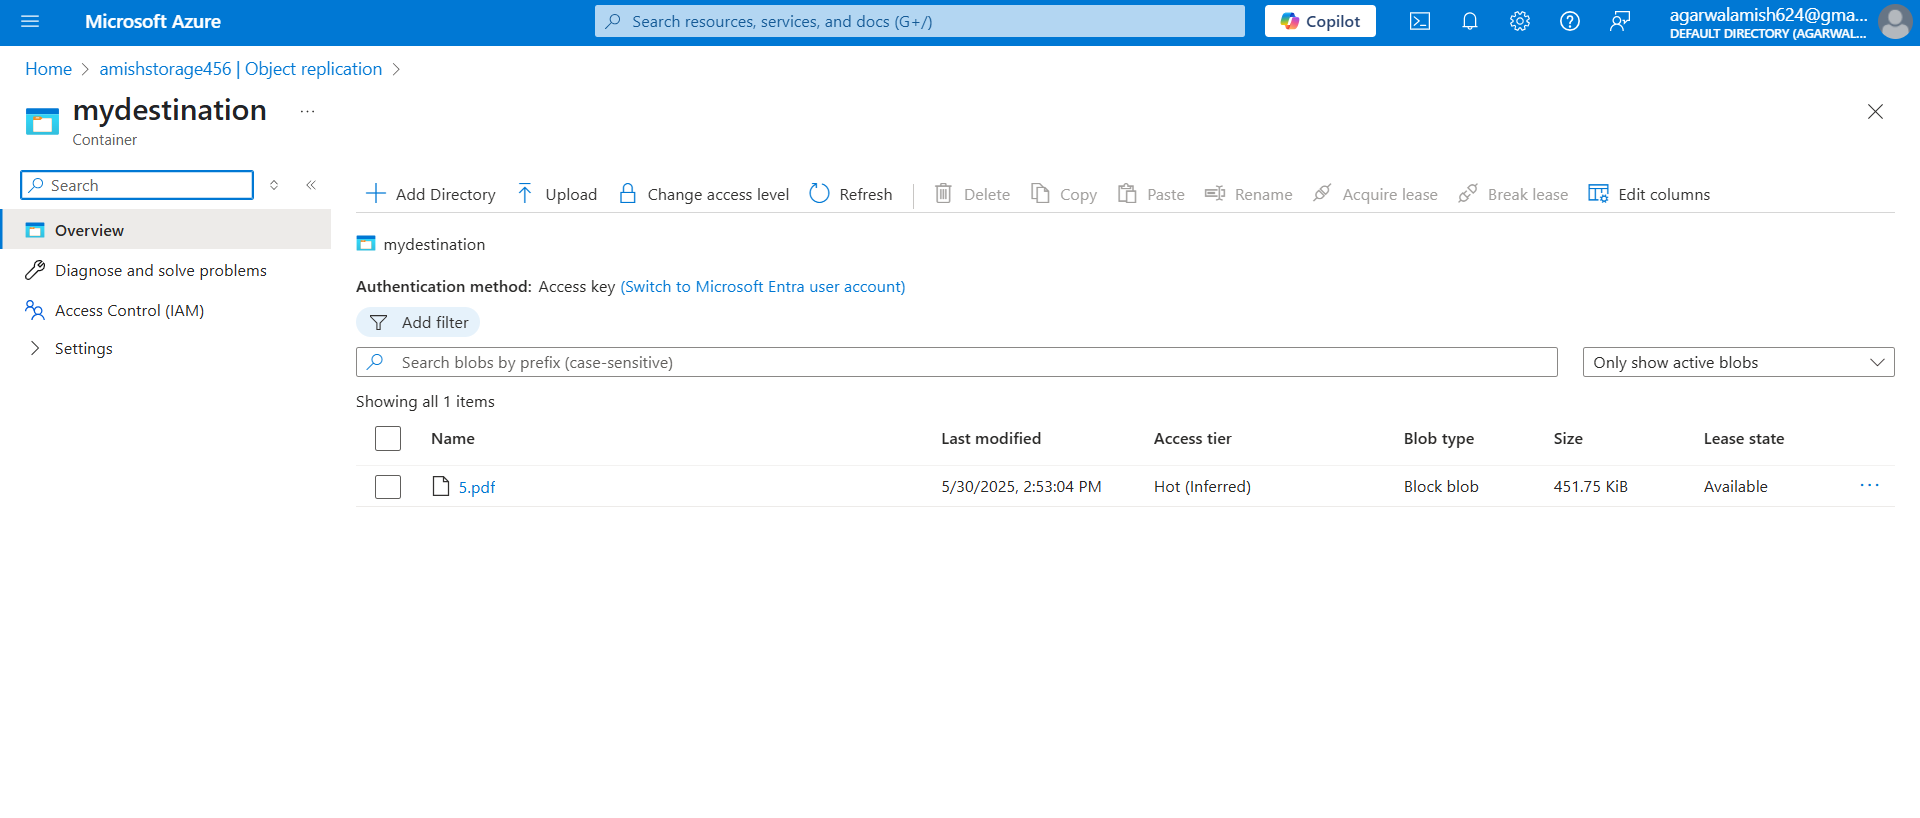 Microsoft Azure
Search resources, services, and docs (G+/)
Copilot
agarwalamish624@gma...
DEFAULT DIRECTORY (AGARWAL...
Home > amishstorage456 | Object replication >
mydestination ...
Container
Search
Overview
Diagnose and solve problems
Access Control (IAM)
Settings
Add Directory Upload Change access level Refresh Delete Copy Paste Rename Acquire lease Break lease Edit columns
mydestination
Authentication method: Access key (Switch to Microsoft Entra user account)
Add filter
Search blobs by prefix (case-sensitive) Only show active blobs
Showing all 1 items
Name Last modified Access tier Blob type Size Lease state
5.pdf 5/30/2025, 2:53:04 PM Hot (Inferred) Block blob 451.75 KiB Available ...